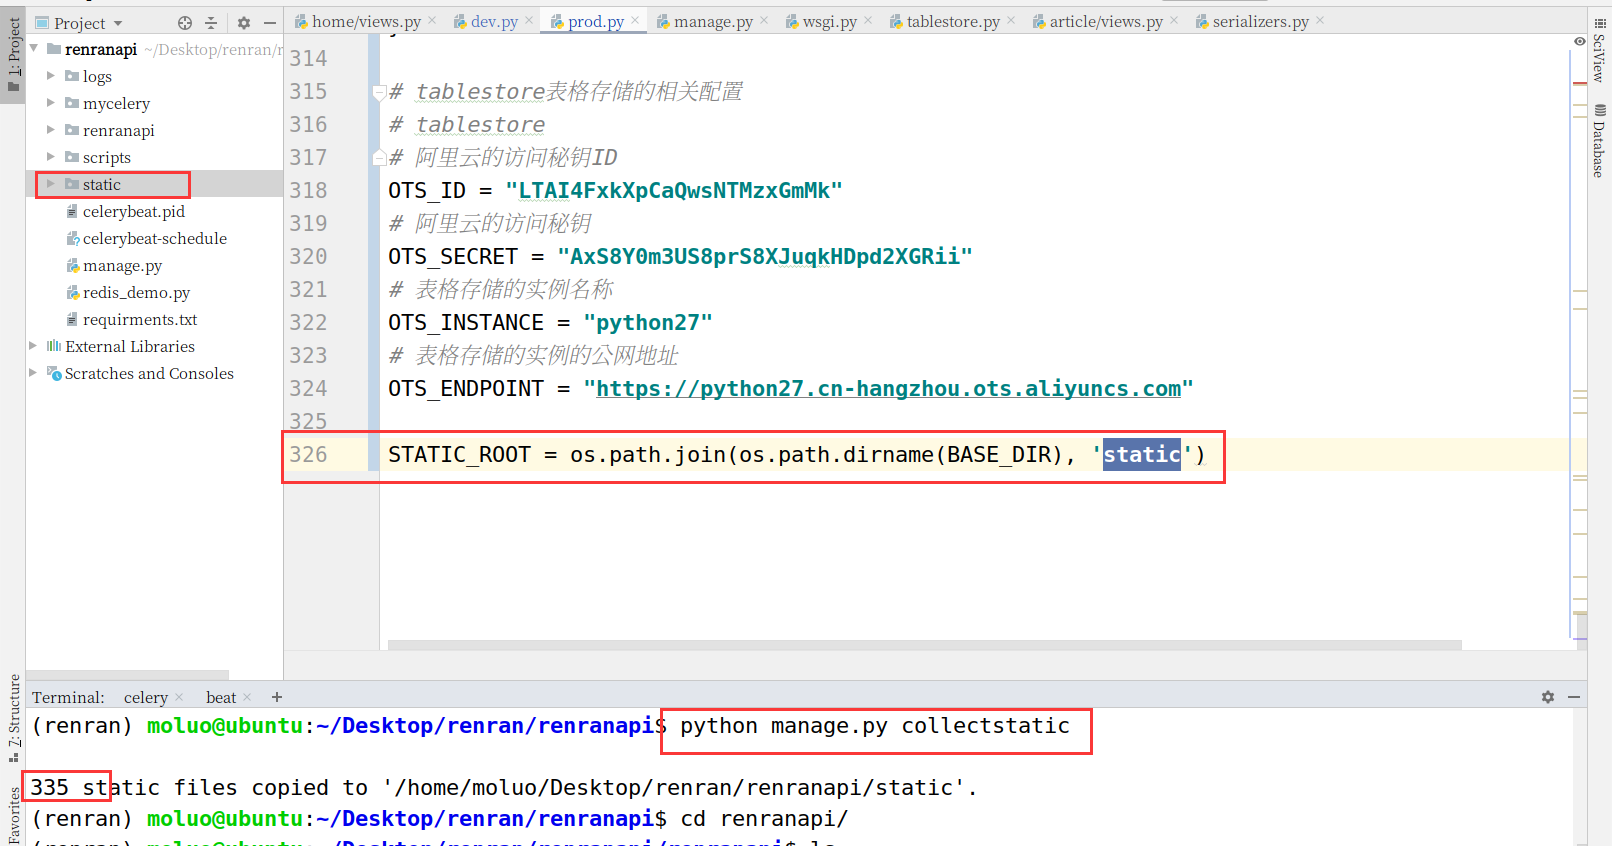 Project
home/views.py
dev.py
prod.py
manage.py
wsgi.py
tablestore.py
article/views.py
serializers.py
1: Project
SciView
Database
7: Structure
Favorites
renranapi ~/Desktop/renran/r
logs
mycelery
renranapi
scripts
static
celerybeat.pid
celerybeat-schedule
manage.py
redis_demo.py
requirments.txt
External Libraries
Scratches and Consoles
314
315 # tablestore表格存储的相关配置
316 # tablestore
317 # 阿里云的访问秘钥ID
318 OTS_ID = "LTAI4FxkXpCaQwsNTMzxGmMk"
319 # 阿里云的访问秘钥
320 OTS_SECRET = "AxS8Y0m3US8prS8XJuqkHDpd2XGRii"
321 # 表格存储的实例名称
322 OTS_INSTANCE = "python27"
323 # 表格存储的实例的公网地址
324 OTS_ENDPOINT = "https://python27.cn-hangzhou.ots.aliyuncs.com"
325
326 STATIC_ROOT = os.path.join(os.path.dirname(BASE_DIR), 'static')
Terminal: celery beat +
(renran) moluo@ubuntu:~/Desktop/renran/renranapi$ python manage.py collectstatic
335 static files copied to '/home/moluo/Desktop/renran/renranapi/static'.
(renran) moluo@ubuntu:~/Desktop/renran/renranapi$ cd renranapi/
(renran) moluo@ubuntu:~/Desktop/renran/renranapi/renranapi$ ls